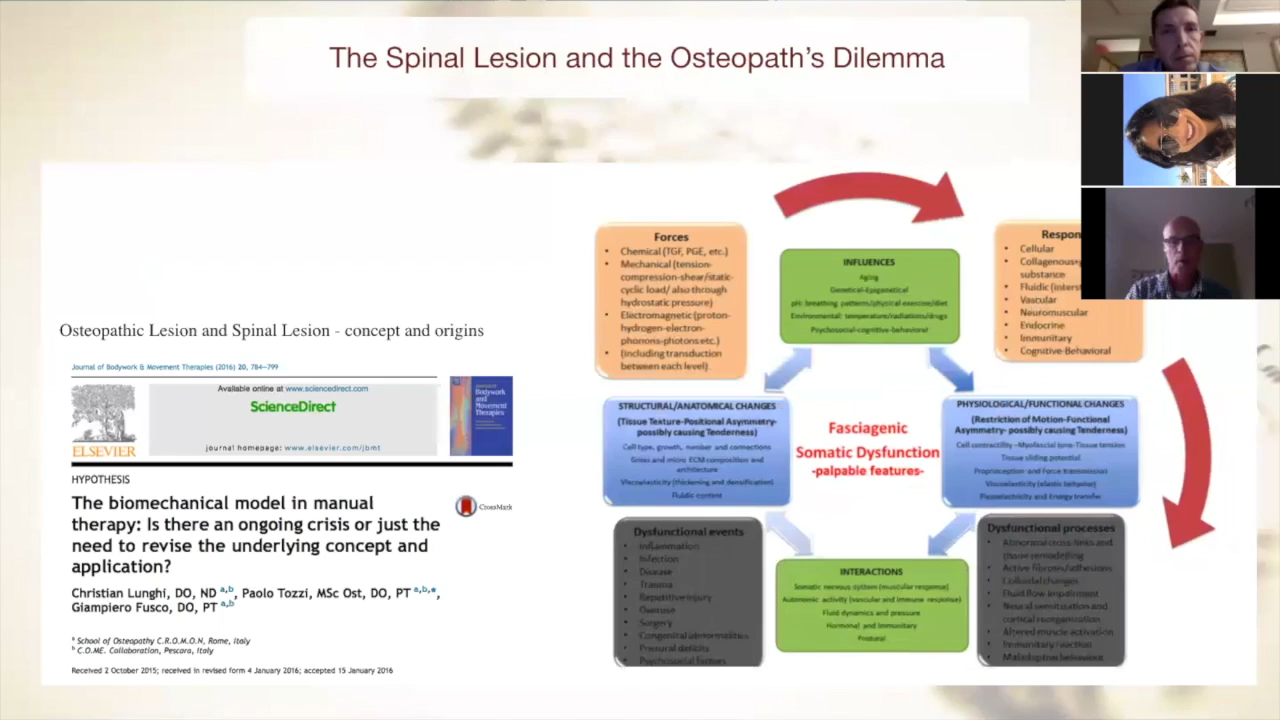 The Spinal Lesion and the Osteopath's Dilemma
Osteopathic Lesion and Spinal Lesion - concept and origins
Journal of Bodywork & Movement Therapies (2016) 20, 784–799
Available online at www.sciencedirect.com
ScienceDirect
journal homepage: www.elsevier.com/jbmt
ELSEVIER
Bodywork and Movement Therapies
HYPOTHESIS
The biomechanical model in manual
therapy: Is there an ongoing crisis or just the
need to revise the underlying concept and
application?
CrossMark
Christian Lunghi, DO, ND a,b, Paolo Tozzi, MSc Ost, DO, PT a,b,*,
Giampiero Fusco, DO, PT a,b
a School of Osteopathy C.R.O.M.O.N, Rome, Italy
b C.O.ME. Collaboration, Pescara, Italy
Received 2 October 2015; received in revised form 4 January 2016; accepted 15 January 2016
Forces
• Chemical (TGF, PGE, etc.)
• Mechanical (tension-
compression-shear/static-
cyclic load/ also through
hydrostatic pressure)
• Electromagnetic (proton-
hydrogen-electron-
phonons-photons etc.)
• (including transduction
between each level)
INFLUENCES
Aging
Genetical-Epigenetical
pH: breathing patterns/physical exercise/diet
Environmental: temperature/radiations/drugs
Psychosocial-cognitive-behavioral
Respon
• Cellular
• Collagenous+g
substance
• Fluidic (interst
• Vascular
• Neuromuscular
• Endocrine
• Immunitary
• Cognitive-Behavioral
STRUCTURAL/ANATOMICAL CHANGES
(Tissue Texture-Positional Asymmetry-
possibly causing Tenderness)
Cell type, growth, number and connections
Gross and micro ECM composition and
architecture
Viscoelasticity (thickening and densification)
Fluidic content
Fasciagenic
Somatic Dysfunction
-palpable features-
PHYSIOLOGICAL/FUNCTIONAL CHANGES
(Restriction of Motion-Functional
Asymmetry- possibly causing Tenderness)
Cell contractility –Myofascial tone-Tissue tension
Tissue sliding potential
Proprioception and Force transmission
Viscoelasticity (elastic behavior)
Piezoelectricity and Energy transfer
Dysfunctional events
• Inflammation
• Infection
• Disease
• Trauma
• Repetitive injury
• Overuse
• Surgery
• Congenital abnormalities
• Postural deficits
• Psychosocial factors
INTERACTIONS
Somatic nervous system (muscular response)
Autonomic activity (vascular and immune response)
Fluid dynamics and pressure
Hormonal and Immunitary
Postural
Dysfunctional processes
• Abnormal cross-links and
tissue remodelling
• Active fibrosis/adhesions
• Colloidal changes
• Fluid flow impairment
• Neural sensitisation and
cortical reorganisation
• Altered muscle activation
• Immunitary reaction
• Maladaptive behaviour